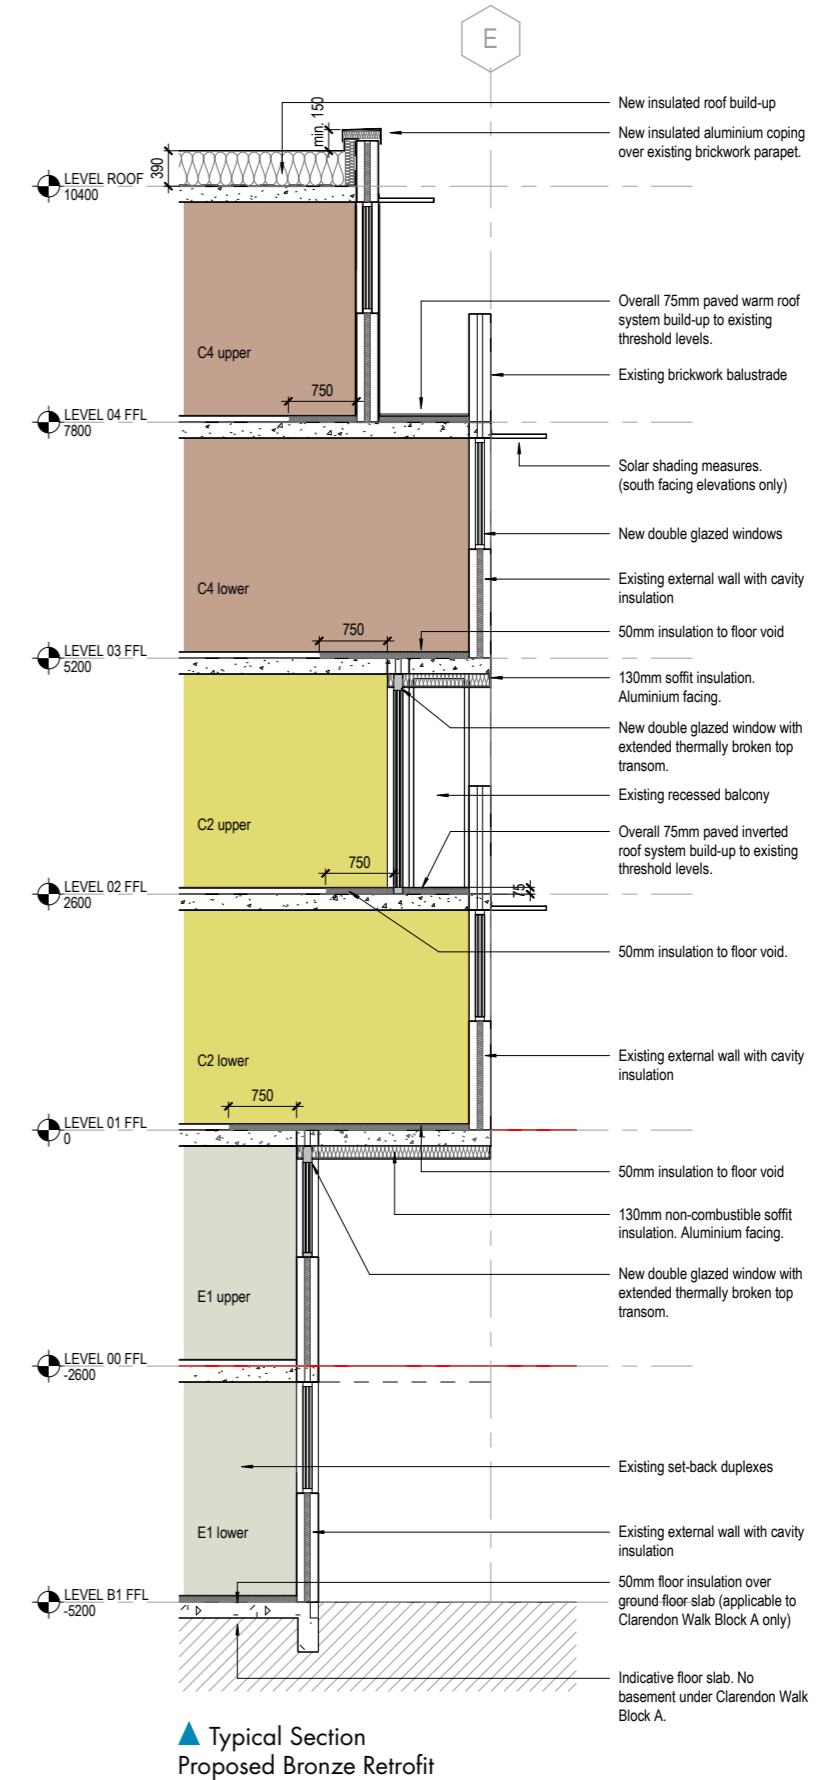 E
New insulated roof build-up
min. 150
New insulated aluminium coping
over existing brickwork parapet.
390
LEVEL ROOF
10400
Overall 75mm paved warm roof
system build-up to existing
threshold levels.
C4 upper
Existing brickwork balustrade
750
LEVEL 04 FFL
7800
Solar shading measures.
(south facing elevations only)
New double glazed windows
C4 lower
Existing external wall with cavity
insulation
750
50mm insulation to floor void
LEVEL 03 FFL
5200
130mm soffit insulation.
Aluminium facing.
New double glazed window with
extended thermally broken top
transom.
Existing recessed balcony
C2 upper
Overall 75mm paved inverted
roof system build-up to existing
threshold levels.
750
75
LEVEL 02 FFL
2600
50mm insulation to floor void.
C2 lower
Existing external wall with cavity
insulation
750
LEVEL 01 FFL
0
50mm insulation to floor void
130mm non-combustible soffit
insulation. Aluminium facing.
New double glazed window with
extended thermally broken top
transom.
E1 upper
LEVEL 00 FFL
-2600
Existing set-back duplexes
E1 lower
Existing external wall with cavity
insulation
50mm floor insulation over
ground floor slab (applicable to
Clarendon Walk Block A only)
LEVEL B1 FFL
-5200
Indicative floor slab. No
basement under Clarendon Walk
Block A.
Typical Section
Proposed Bronze Retrofit